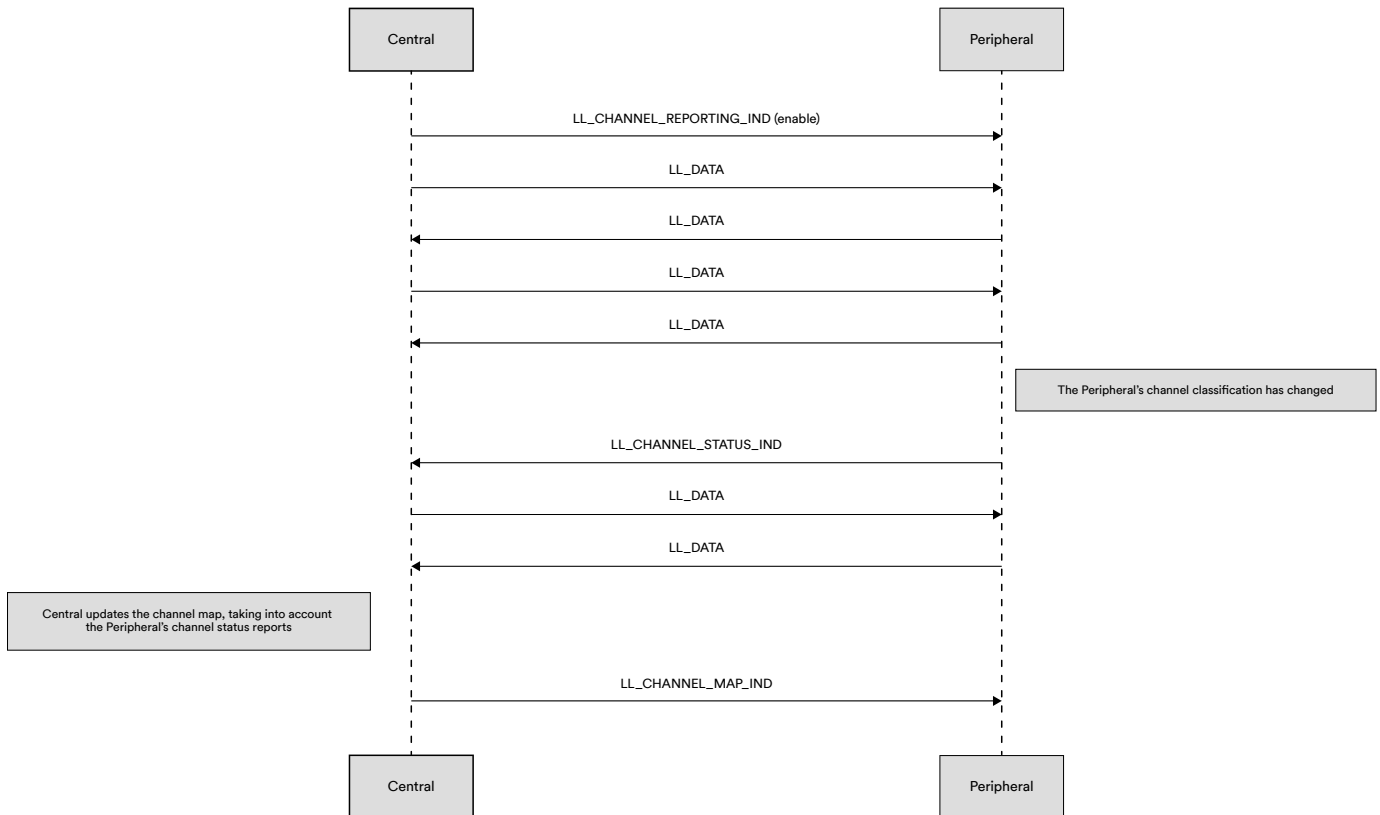 Central
Peripheral
LL_CHANNEL_REPORTING_IND (enable)
LL_DATA
LL_DATA
LL_DATA
LL_DATA
The Peripheral’s channel classification has changed
LL_CHANNEL_STATUS_IND
LL_DATA
LL_DATA
Central updates the channel map, taking into account
the Peripheral’s channel status reports
LL_CHANNEL_MAP_IND
Central
Peripheral